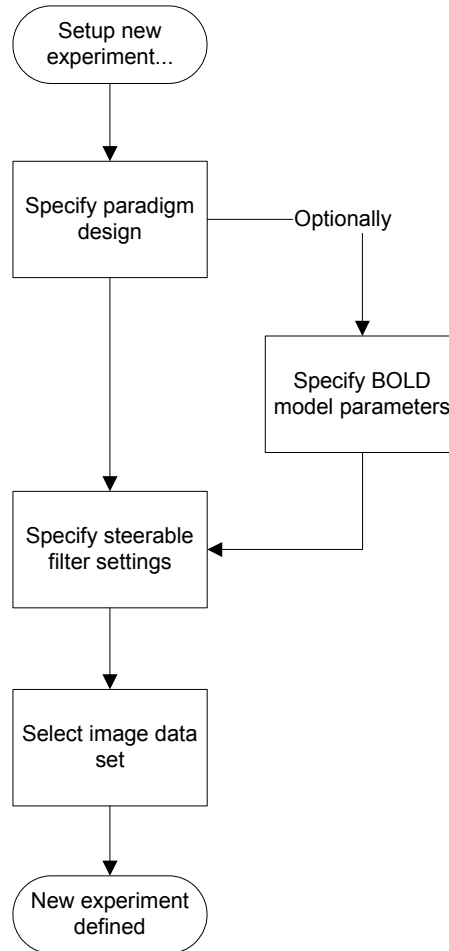 Setup new
experiment...
Specify paradigm
design
Optionally
Specify BOLD
model parameters
Specify steerable
filter settings
Select image data
set
New experiment
defined